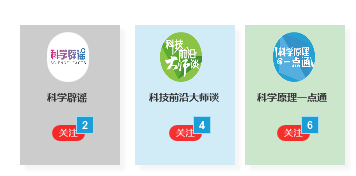 科学辟谣
SCIENCE FACTS
科技
前沿
大师谈
科学原理
一点通
科学辟谣
科技前沿大师谈
科学原理一点通
关注 2
关注 4
关注 6